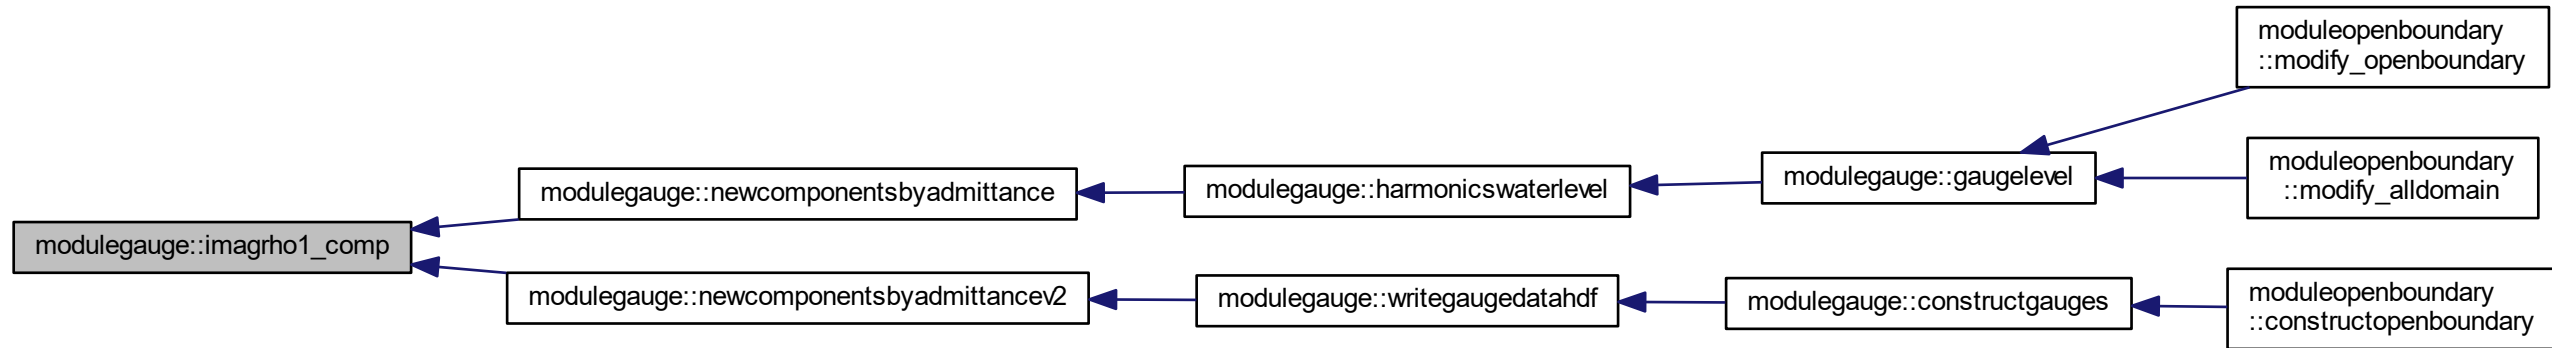 moduleopenboundary
::modify_openboundary
moduleopenboundary
::modify_alldomain
modulegauge::gaugelevel
modulegauge::harmonicswaterlevel
modulegauge::newcomponentsbyadmittance
modulegauge::imagrho1_comp
modulegauge::newcomponentsbyadmittancev2
modulegauge::writegaugedatahdf
modulegauge::constructgauges
moduleopenboundary
::constructopenboundary